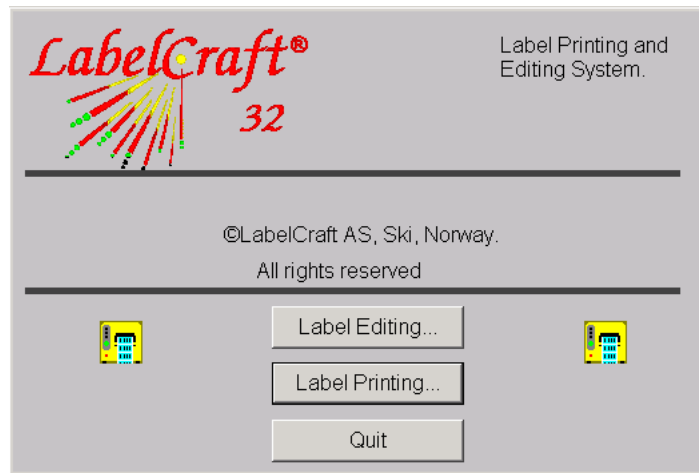 LabelCraft®
32
Label Printing and
Editing System.
©LabelCraft AS, Ski, Norway.
All rights reserved
Label Editing...
Label Printing...
Quit